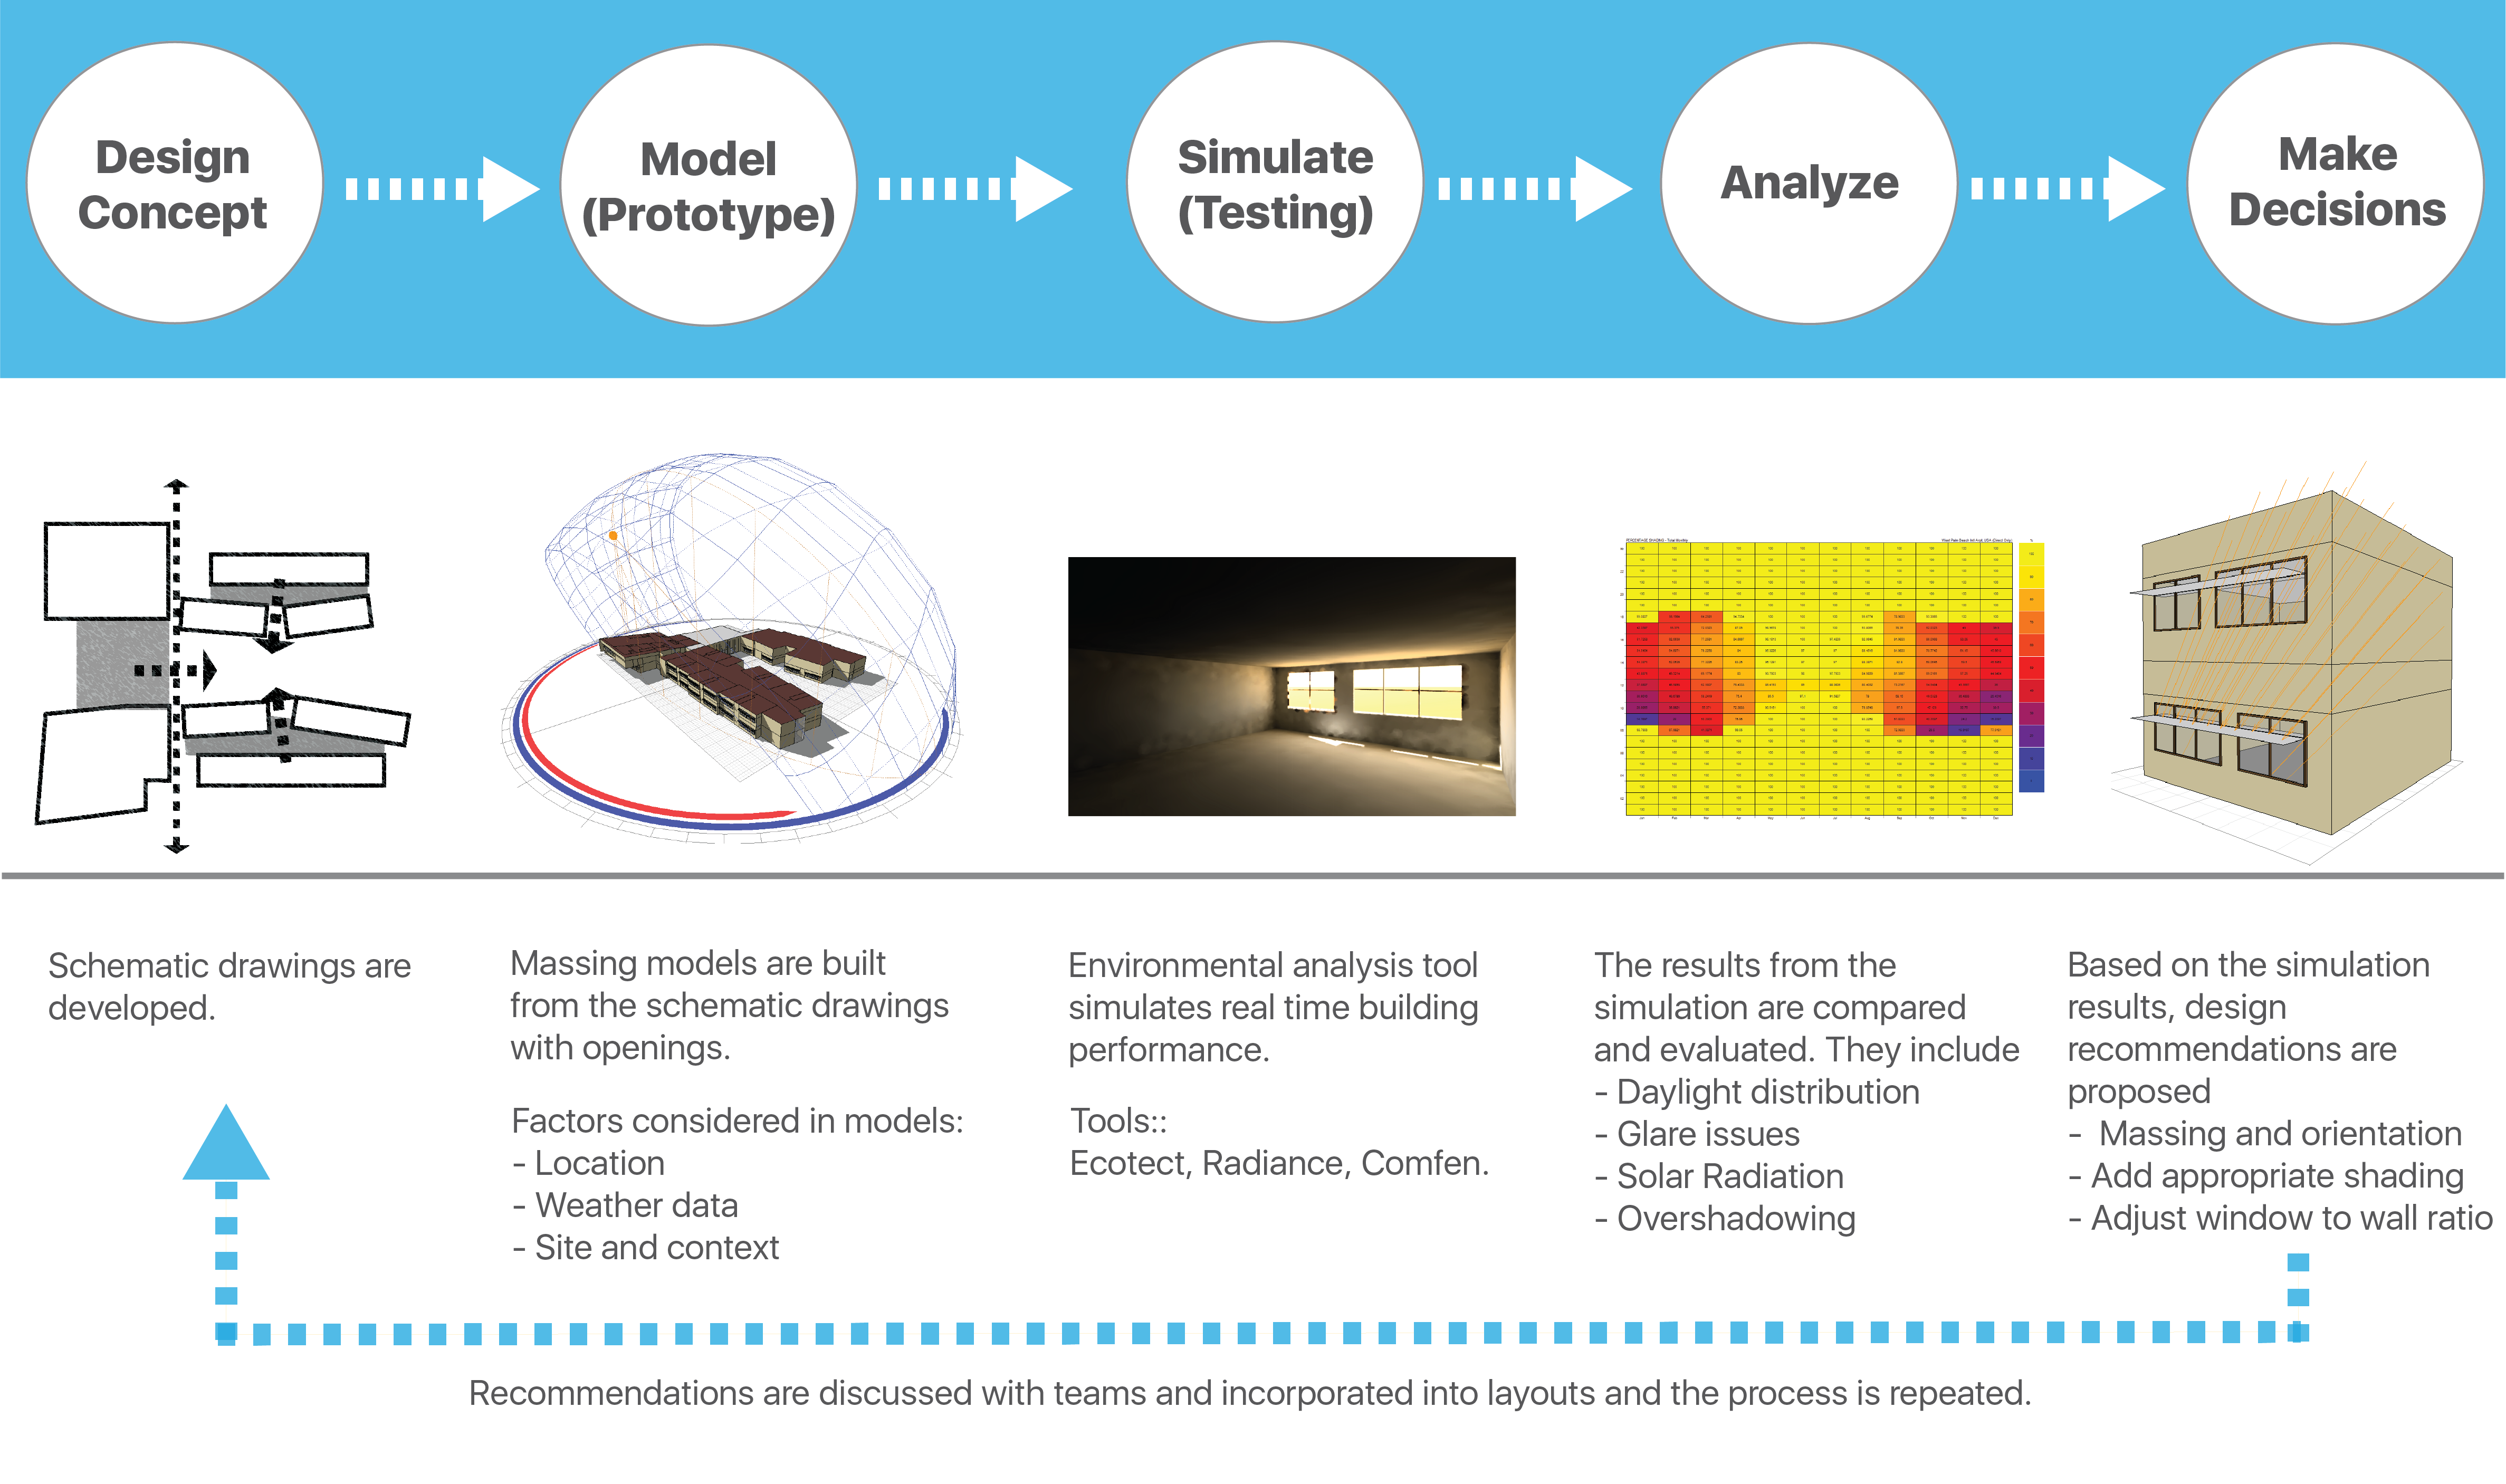 Design
Concept
Model
(Prototype)
Simulate
(Testing)
Analyze
Make
Decisions
PERCENTAGE SHADING - Total Monthly
Schematic drawings are
developed.
Massing models are built
from the schematic drawings
with openings.
Factors considered in models:
- Location
- Weather data
- Site and context
Environmental analysis tool
simulates real time building
performance.
Tools::
Ecotect, Radiance, Comfen.
The results from the
simulation are compared
and evaluated. They include
- Daylight distribution
- Glare issues
- Solar Radiation
- Overshadowing
Based on the simulation
results, design
recommendations are
proposed
- Massing and orientation
- Add appropriate shading
- Adjust window to wall ratio
Recommendations are discussed with teams and incorporated into layouts and the process is repeated.